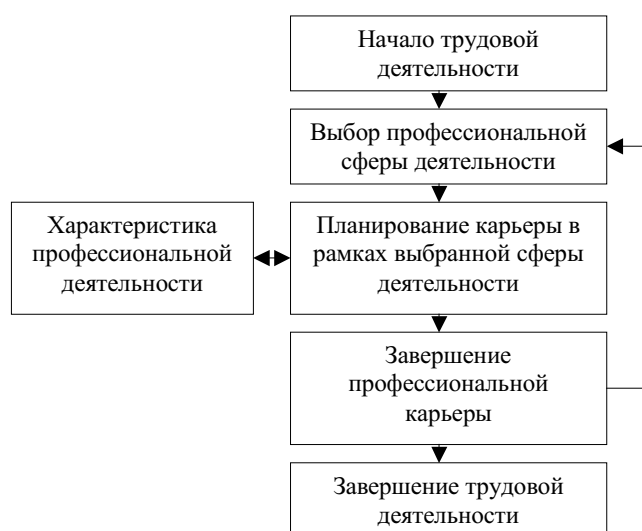 Начало трудовой
деятельности
Выбор профессиональной
сферы деятельности
Характеристика
профессиональной
деятельности
Планирование карьеры в
рамках выбранной сферы
деятельности
Завершение
профессиональной
карьеры
Завершение трудовой
деятельности